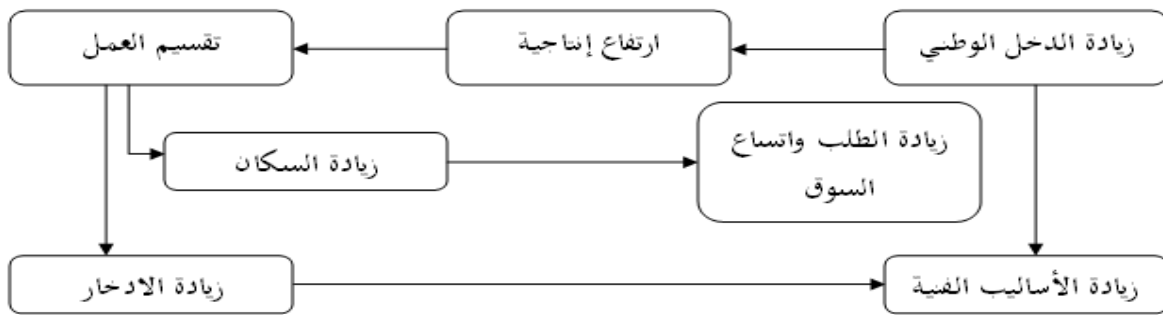 زيادة الدخل الوطني
ارتفاع إنتاجية
تقسيم العمل
زيادة الطلب واتساع
السوق
زيادة السكان
زيادة الأساليب الفنية
زيادة الادخار